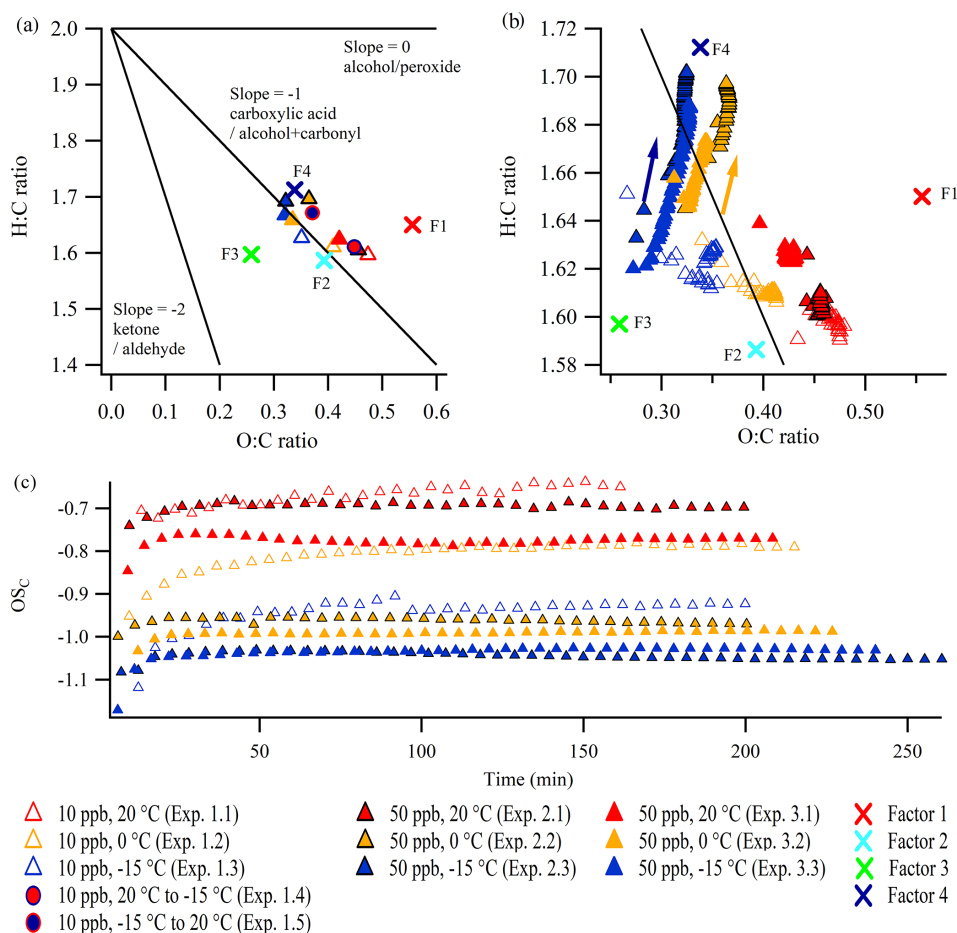 (a)
2.0
1.9
1.8
1.7
1.6
1.5
1.4
H:C ratio
0.0 0.1 0.2 0.3 0.4 0.5 0.6
O:C ratio
Slope = 0
alcohol/peroxide
Slope = -1
carboxylic acid
/ alcohol+carbonyl
Slope = -2
ketone
/ aldehyde
F4
F1
F3
F2
(b)
1.72
1.70
1.68
1.66
1.64
1.62
1.60
1.58
H:C ratio
0.30 0.40 0.50
O:C ratio
F4
F1
F3
F2
(c)
-0.7
-0.8
-0.9
-1.0
-1.1
OSC
50 100 150 200 250
Time (min)
10 ppb, 20 °C (Exp. 1.1)
10 ppb, 0 °C (Exp. 1.2)
10 ppb, -15 °C (Exp. 1.3)
10 ppb, 20 °C to -15 °C (Exp. 1.4)
10 ppb, -15 °C to 20 °C (Exp. 1.5)
50 ppb, 20 °C (Exp. 2.1)
50 ppb, 0 °C (Exp. 2.2)
50 ppb, -15 °C (Exp. 2.3)
50 ppb, 20 °C (Exp. 3.1)
50 ppb, 0 °C (Exp. 3.2)
50 ppb, -15 °C (Exp. 3.3)
Factor 1
Factor 2
Factor 3
Factor 4